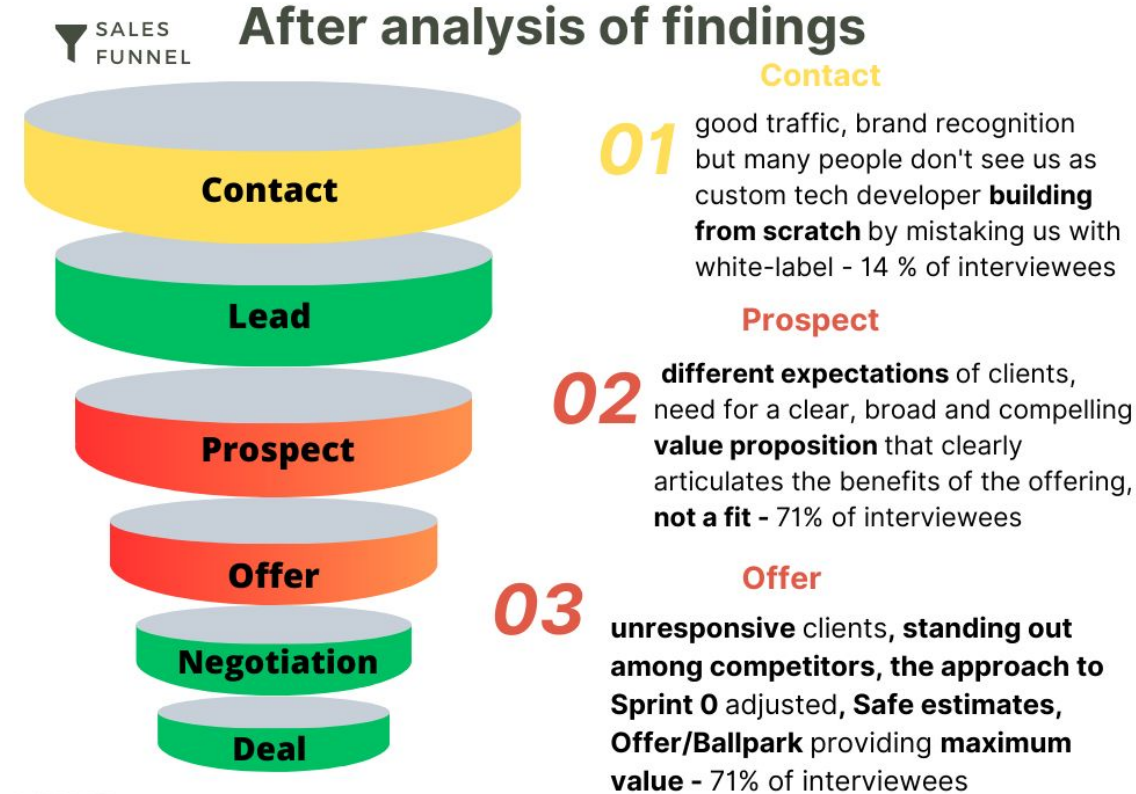 SALES
FUNNEL
After analysis of findings
Contact
Lead
Prospect
Offer
Negotiation
Deal
Contact
01
good traffic, brand recognition
but many people don't see us as
custom tech developer building
from scratch by mistaking us with
white-label - 14 % of interviewees
Prospect
02
different expectations of clients,
need for a clear, broad and compelling
value proposition that clearly
articulates the benefits of the offering,
not a fit - 71% of interviewees
Offer
03
unresponsive clients, standing out
among competitors, the approach to
Sprint 0 adjusted, Safe estimates,
Offer/Ballpark providing maximum
value - 71% of interviewees